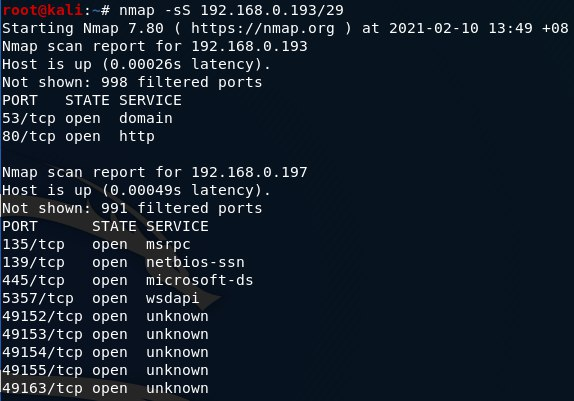 root@kali:~# nmap -sS 192.168.0.193/29
Starting Nmap 7.80 ( https://nmap.org ) at 2021-02-10 13:49 +08
Nmap scan report for 192.168.0.193
Host is up (0.00026s latency).
Not shown: 998 filtered ports
PORT   STATE SERVICE
53/tcp open  domain
80/tcp open  http

Nmap scan report for 192.168.0.197
Host is up (0.00049s latency).
Not shown: 991 filtered ports
PORT      STATE SERVICE
135/tcp   open  msrpc
139/tcp   open  netbios-ssn
445/tcp   open  microsoft-ds
5357/tcp  open  wsdapi
49152/tcp open  unknown
49153/tcp open  unknown
49154/tcp open  unknown
49155/tcp open  unknown
49163/tcp open  unknown